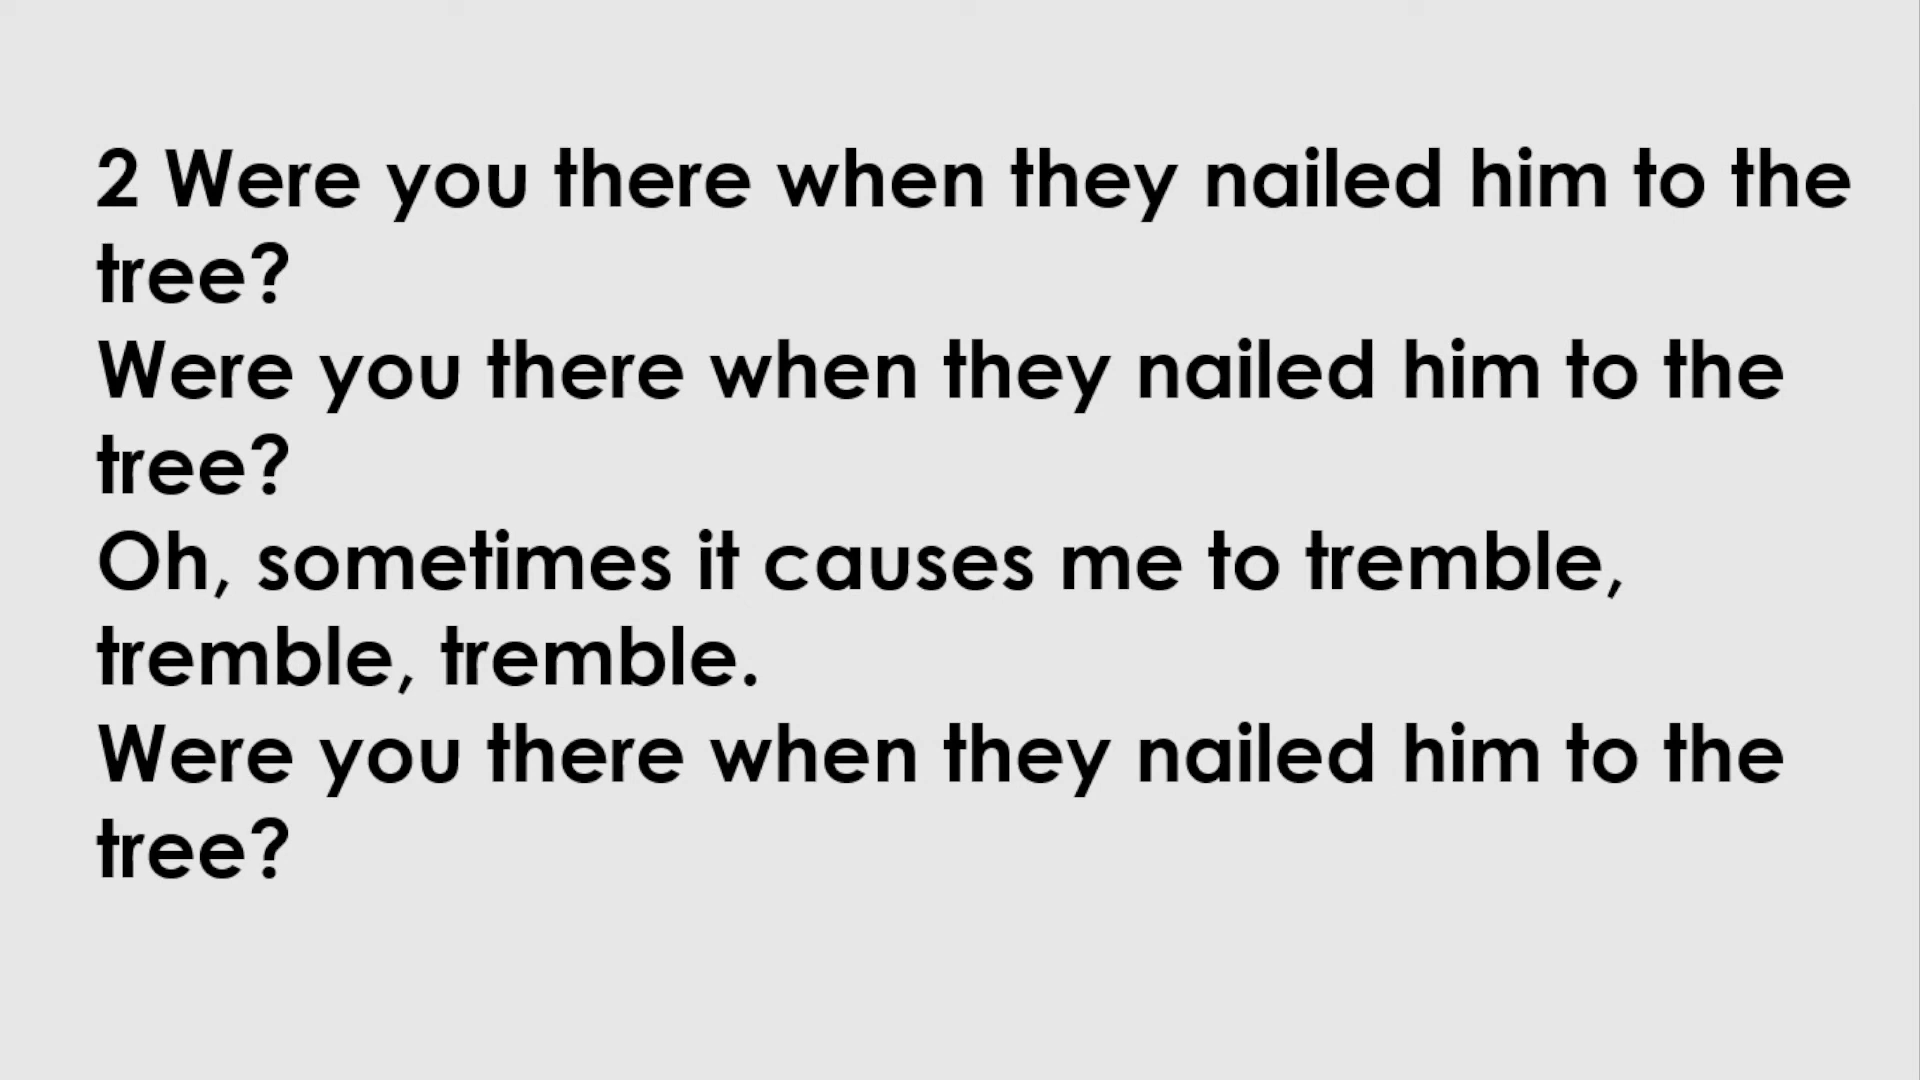 2 Were you there when they nailed him to the
tree?
Were you there when they nailed him to the
tree?
Oh, sometimes it causes me to tremble,
tremble, tremble.
Were you there when they nailed him to the
tree?